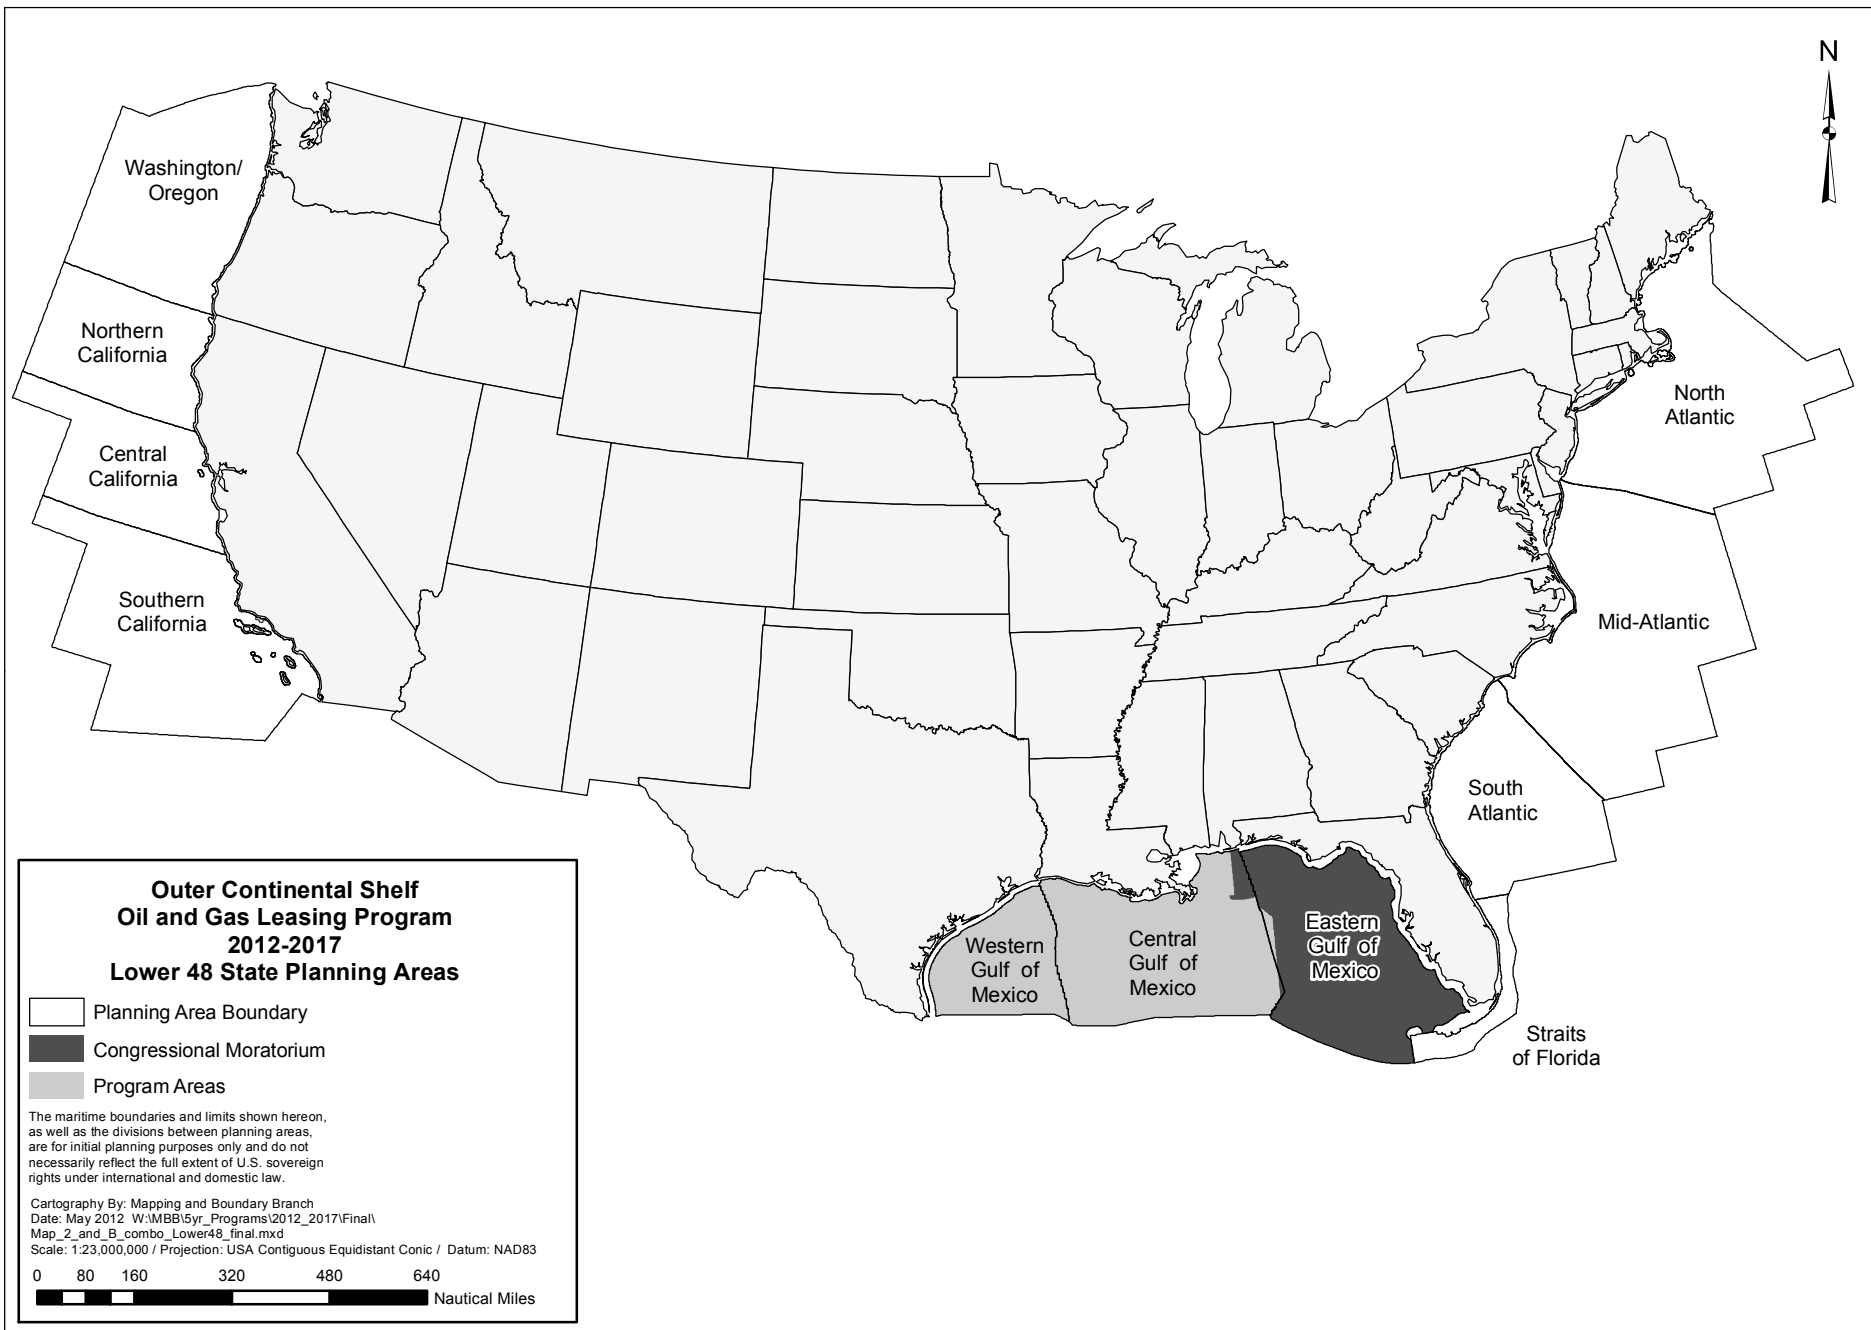 N
Washington/
Oregon
Northern
California
Central
California
Southern
California
North
Atlantic
Mid-Atlantic
South
Atlantic
Straits
of Florida
Western
Gulf of
Mexico
Central
Gulf of
Mexico
Eastern
Gulf of
Mexico
Outer Continental Shelf
Oil and Gas Leasing Program
2012-2017
Lower 48 State Planning Areas
Planning Area Boundary
Congressional Moratorium
Program Areas
The maritime boundaries and limits shown hereon,
as well as the divisions between planning areas,
are for initial planning purposes only and do not
necessarily reflect the full extent of U.S. sovereign
rights under international and domestic law.
Cartography By: Mapping and Boundary Branch
Date: May 2012 W:\MBB\5yr_Programs\2012_2017\Final\
Map_2_and_B_combo_Lower48_final.mxd
Scale: 1:23,000,000 / Projection: USA Contiguous Equidistant Conic / Datum: NAD83
0 80 160 320 480 640
Nautical Miles